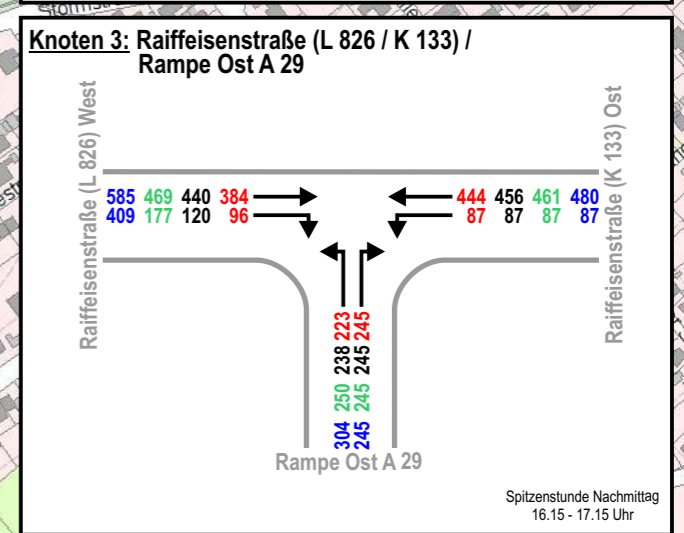 Stormst
Knoten 3: Raiffeisenstraße (L 826 / K 133) /
Rampe Ost A 29
Raiffeisenstraße (L 826) West
585 469 440 384
409 177 120 96
444 456 461 480
87 87 87 87
Raiffeisenstraße (K 133) Ost
304 250 238 223
245 245 245 245
Rampe Ost A 29
Spitzenstunde Nachmittag
16.15 - 17.15 Uhr